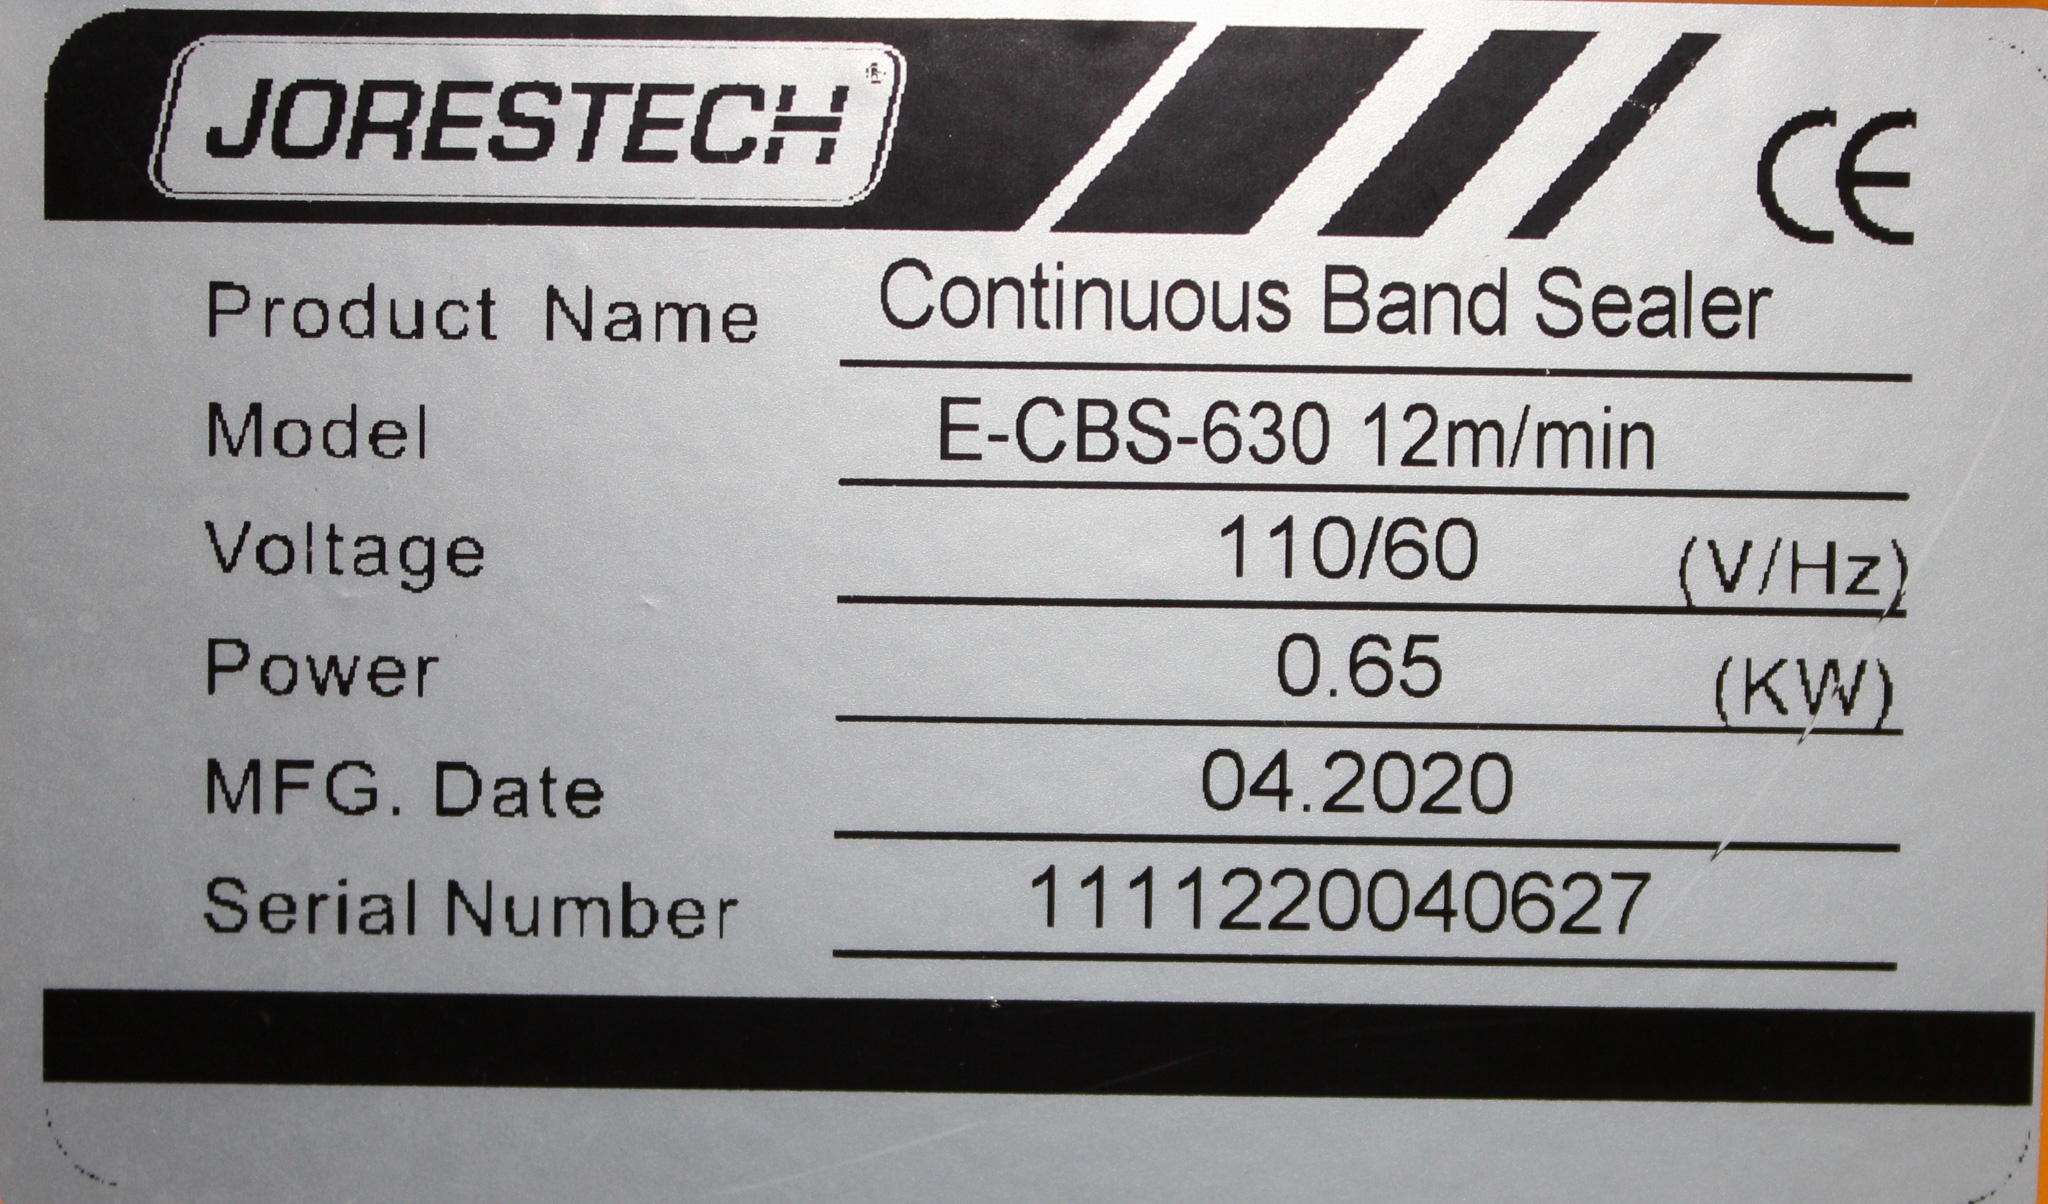 JORESTECH®
CE
Product Name Continuous Band Sealer
Model E-CBS-630 12m/min
Voltage 110/60 (V/Hz)
Power 0.65 (KW)
MFG. Date 04.2020
Serial Number 1111220040627